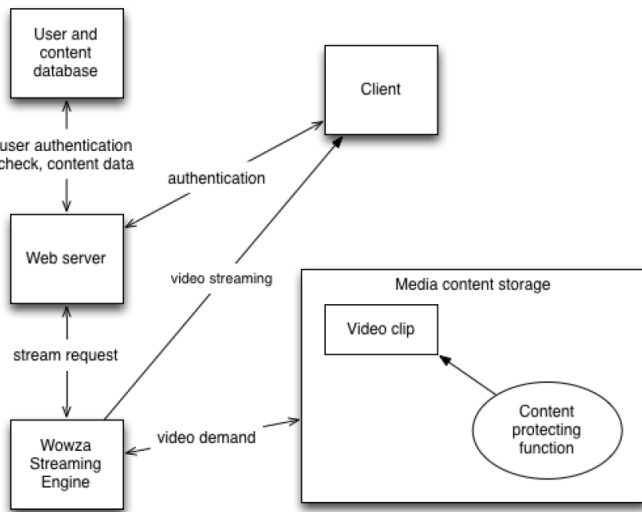 User and
content
database
Client
user authentication
check, content data
authentication
Web server
video streaming
Media content storage
Video clip
stream request
Content
protecting
function
video demand
Wowza
Streaming
Engine